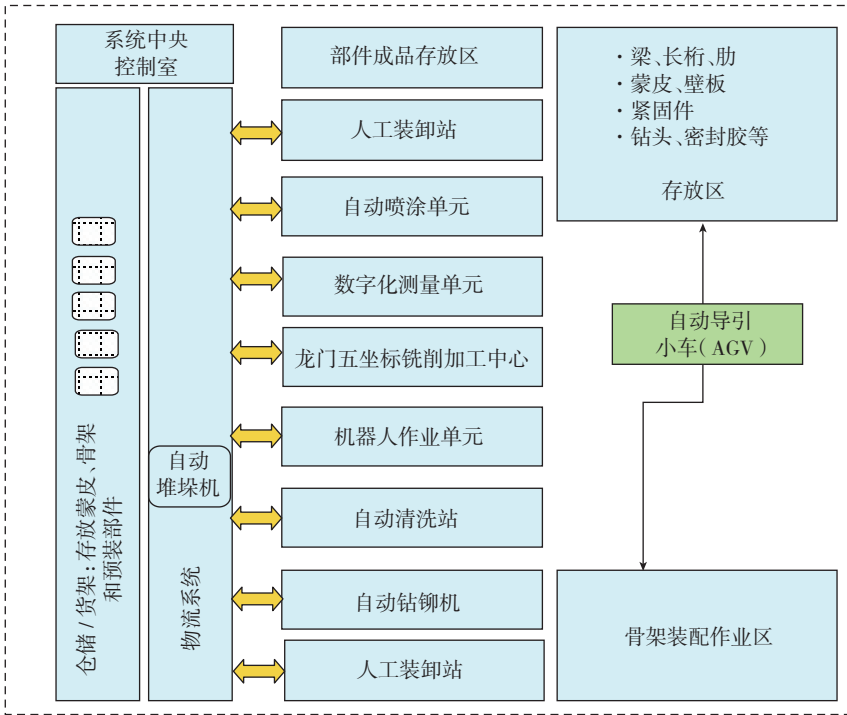 系统中央
控制室
仓储/货架:存放蒙皮、骨架
和预装部件
自动
堆垛机
物流系统
部件成品存放区
人工装卸站
自动喷涂单元
数字化测量单元
龙门五坐标铣削加工中心
机器人作业单元
自动清洗站
自动钻铆机
人工装卸站
·梁、长桁、肋
·蒙皮、壁板
·紧固件
·钻头、密封胶等
存放区
自动导引
小车(AGV)
骨架装配作业区